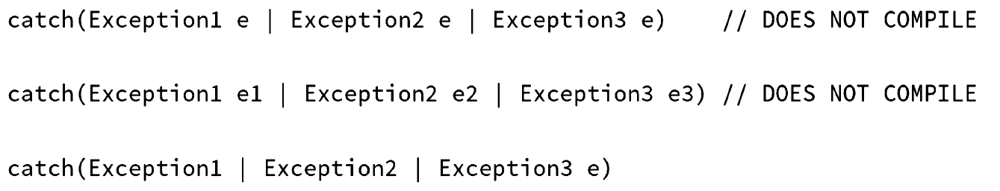 catch(Exception1 e | Exception2 e | Exception3 e)    // DOES NOT COMPILE
catch(Exception1 e1 | Exception2 e2 | Exception3 e3) // DOES NOT COMPILE
catch(Exception1 | Exception2 | Exception3 e)